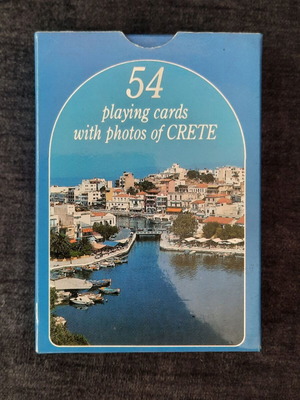 54
playing cards
with photos of CRETE